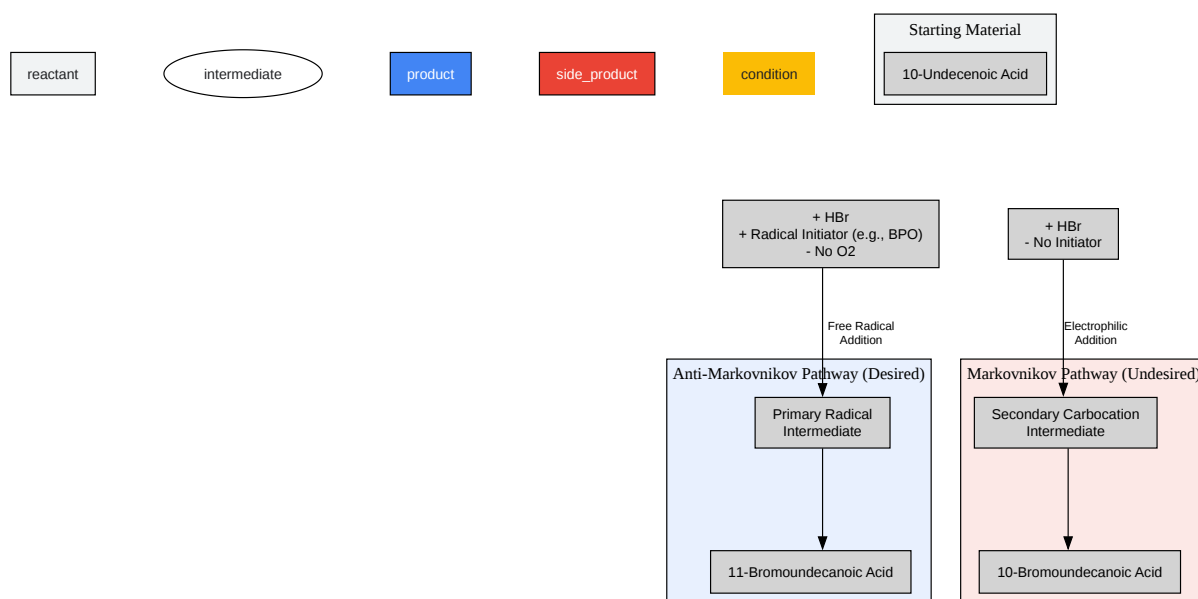 Starting Material
reactant
intermediate
product
side_product
condition
10-Undecenoic Acid
+ HBr
+ Radical Initiator (e.g., BPO)
- No O2
+ HBr
- No Initiator
Free Radical
Addition
Electrophilic
Addition
Anti-Markovnikov Pathway (Desired)
Markovnikov Pathway (Undesired)
Primary Radical
Intermediate
Secondary Carbocation
Intermediate
11-Bromoundecanoic Acid
10-Bromoundecanoic Acid